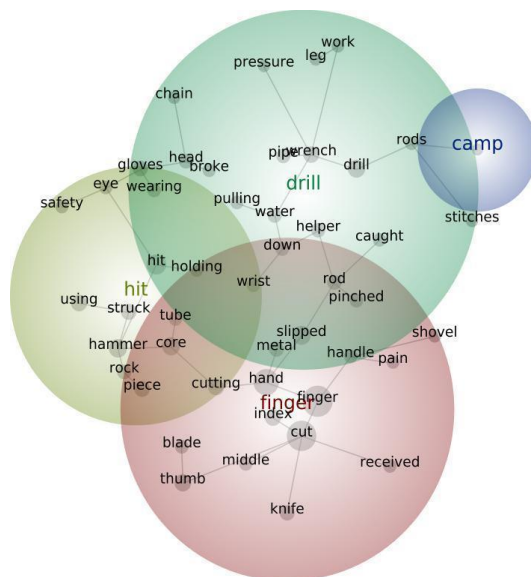 work
leg
pressure
chain
rods
camp
pipe
wrench
head
gloves
broke
drill
drill
eye
wearing
safety
pulling
water
stitches
helper
down
caught
hit
holding
rod
wrist
hit
pinched
using
struck
tube
slipped
shovel
hammer
core
metal
handle
pain
rock
piece
cutting
hand
finger
finger
index
cut
blade
middle
received
thumb
knife